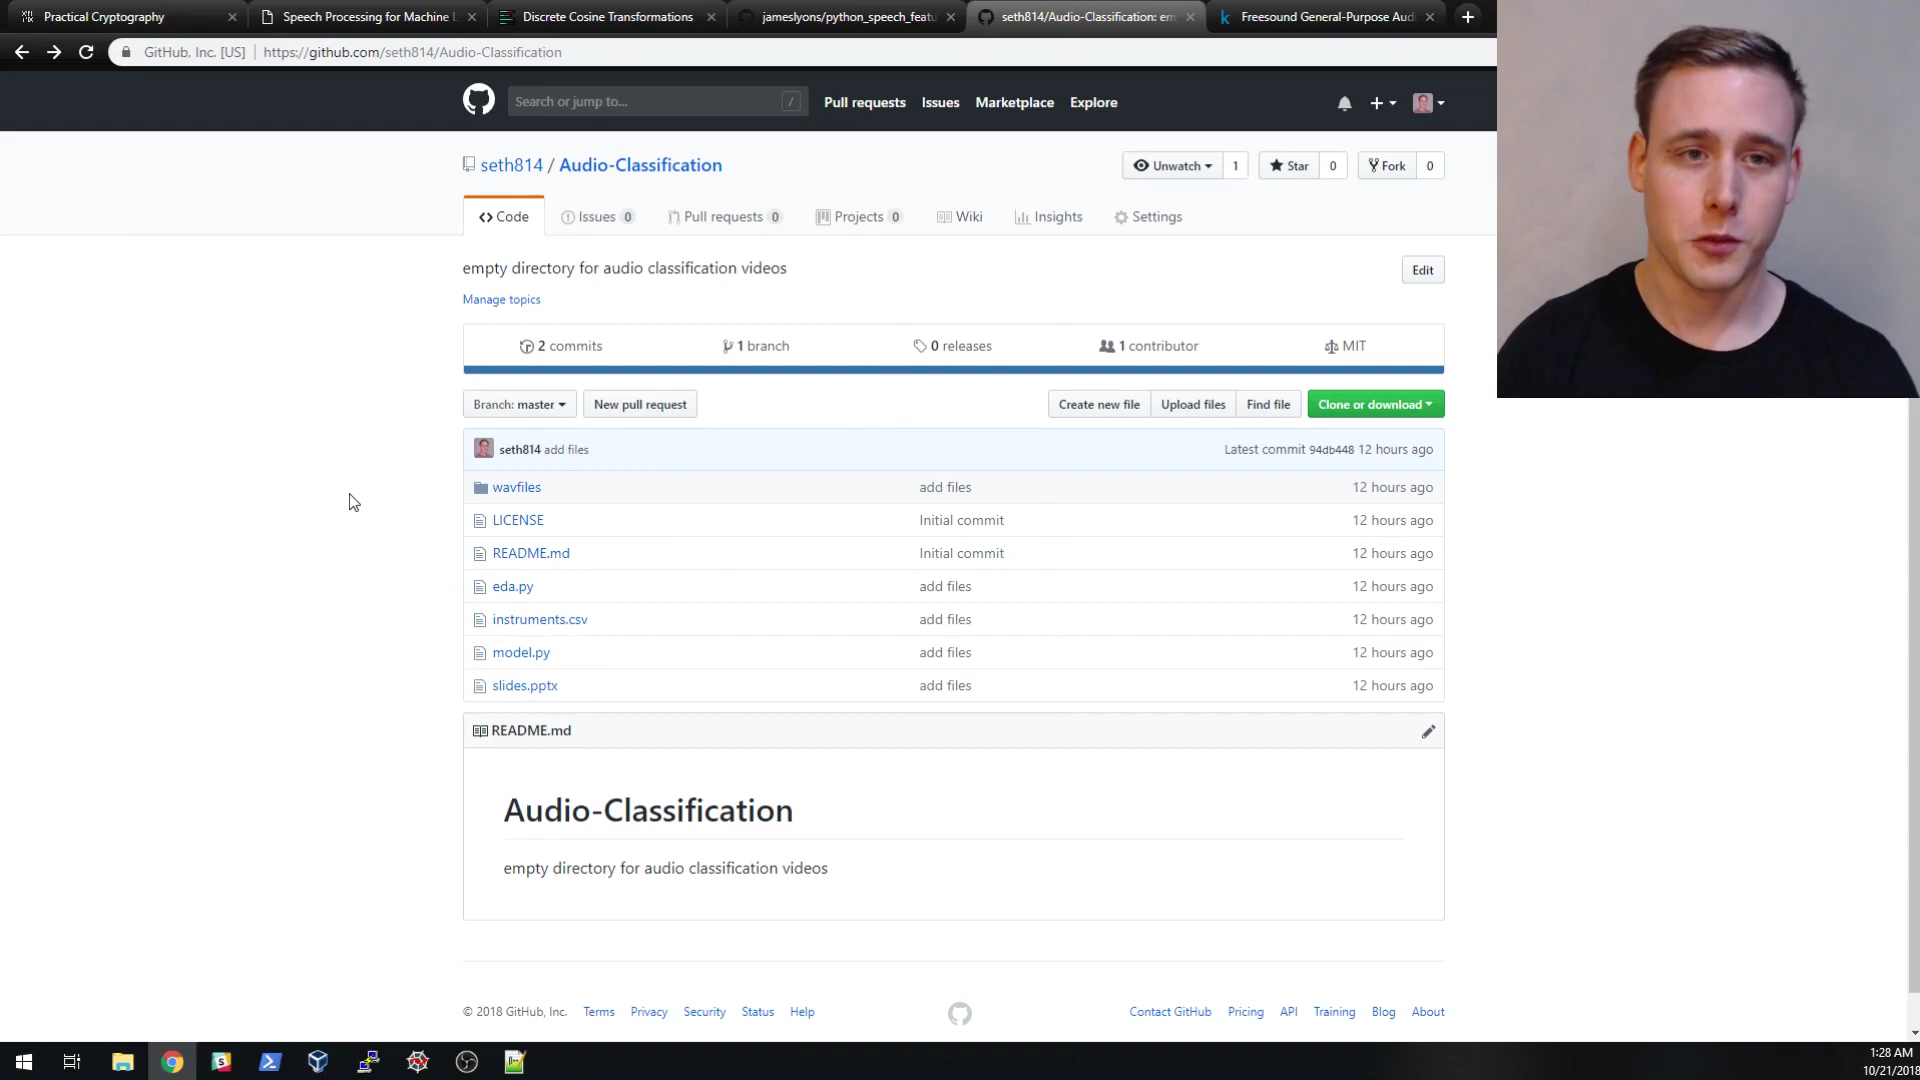 Practical Cryptography
Speech Processing for Machine L
Discrete Cosine Transformations
jameslyons/python_speech_featu
seth814/Audio-Classification: em
Freesound General-Purpose Aud
GitHub, Inc. [US] | https://github.com/seth814/Audio-Classification
Search or jump to... /
Pull requests Issues Marketplace Explore
seth814 / Audio-Classification
Unwatch 1 Star 0 Fork 0
Code Issues 0 Pull requests 0 Projects 0 Wiki Insights Settings
empty directory for audio classification videos
Edit
Manage topics
2 commits 1 branch 0 releases 1 contributor MIT
Branch: master New pull request Create new file Upload files Find file Clone or download
seth814 add files Latest commit 94db448 12 hours ago
wavfiles add files 12 hours ago
LICENSE Initial commit 12 hours ago
README.md Initial commit 12 hours ago
eda.py add files 12 hours ago
instruments.csv add files 12 hours ago
model.py add files 12 hours ago
slides.pptx add files 12 hours ago
README.md
Audio-Classification
empty directory for audio classification videos
© 2018 GitHub, Inc. Terms Privacy Security Status Help Contact GitHub Pricing API Training Blog About
1:28 AM
10/21/2018